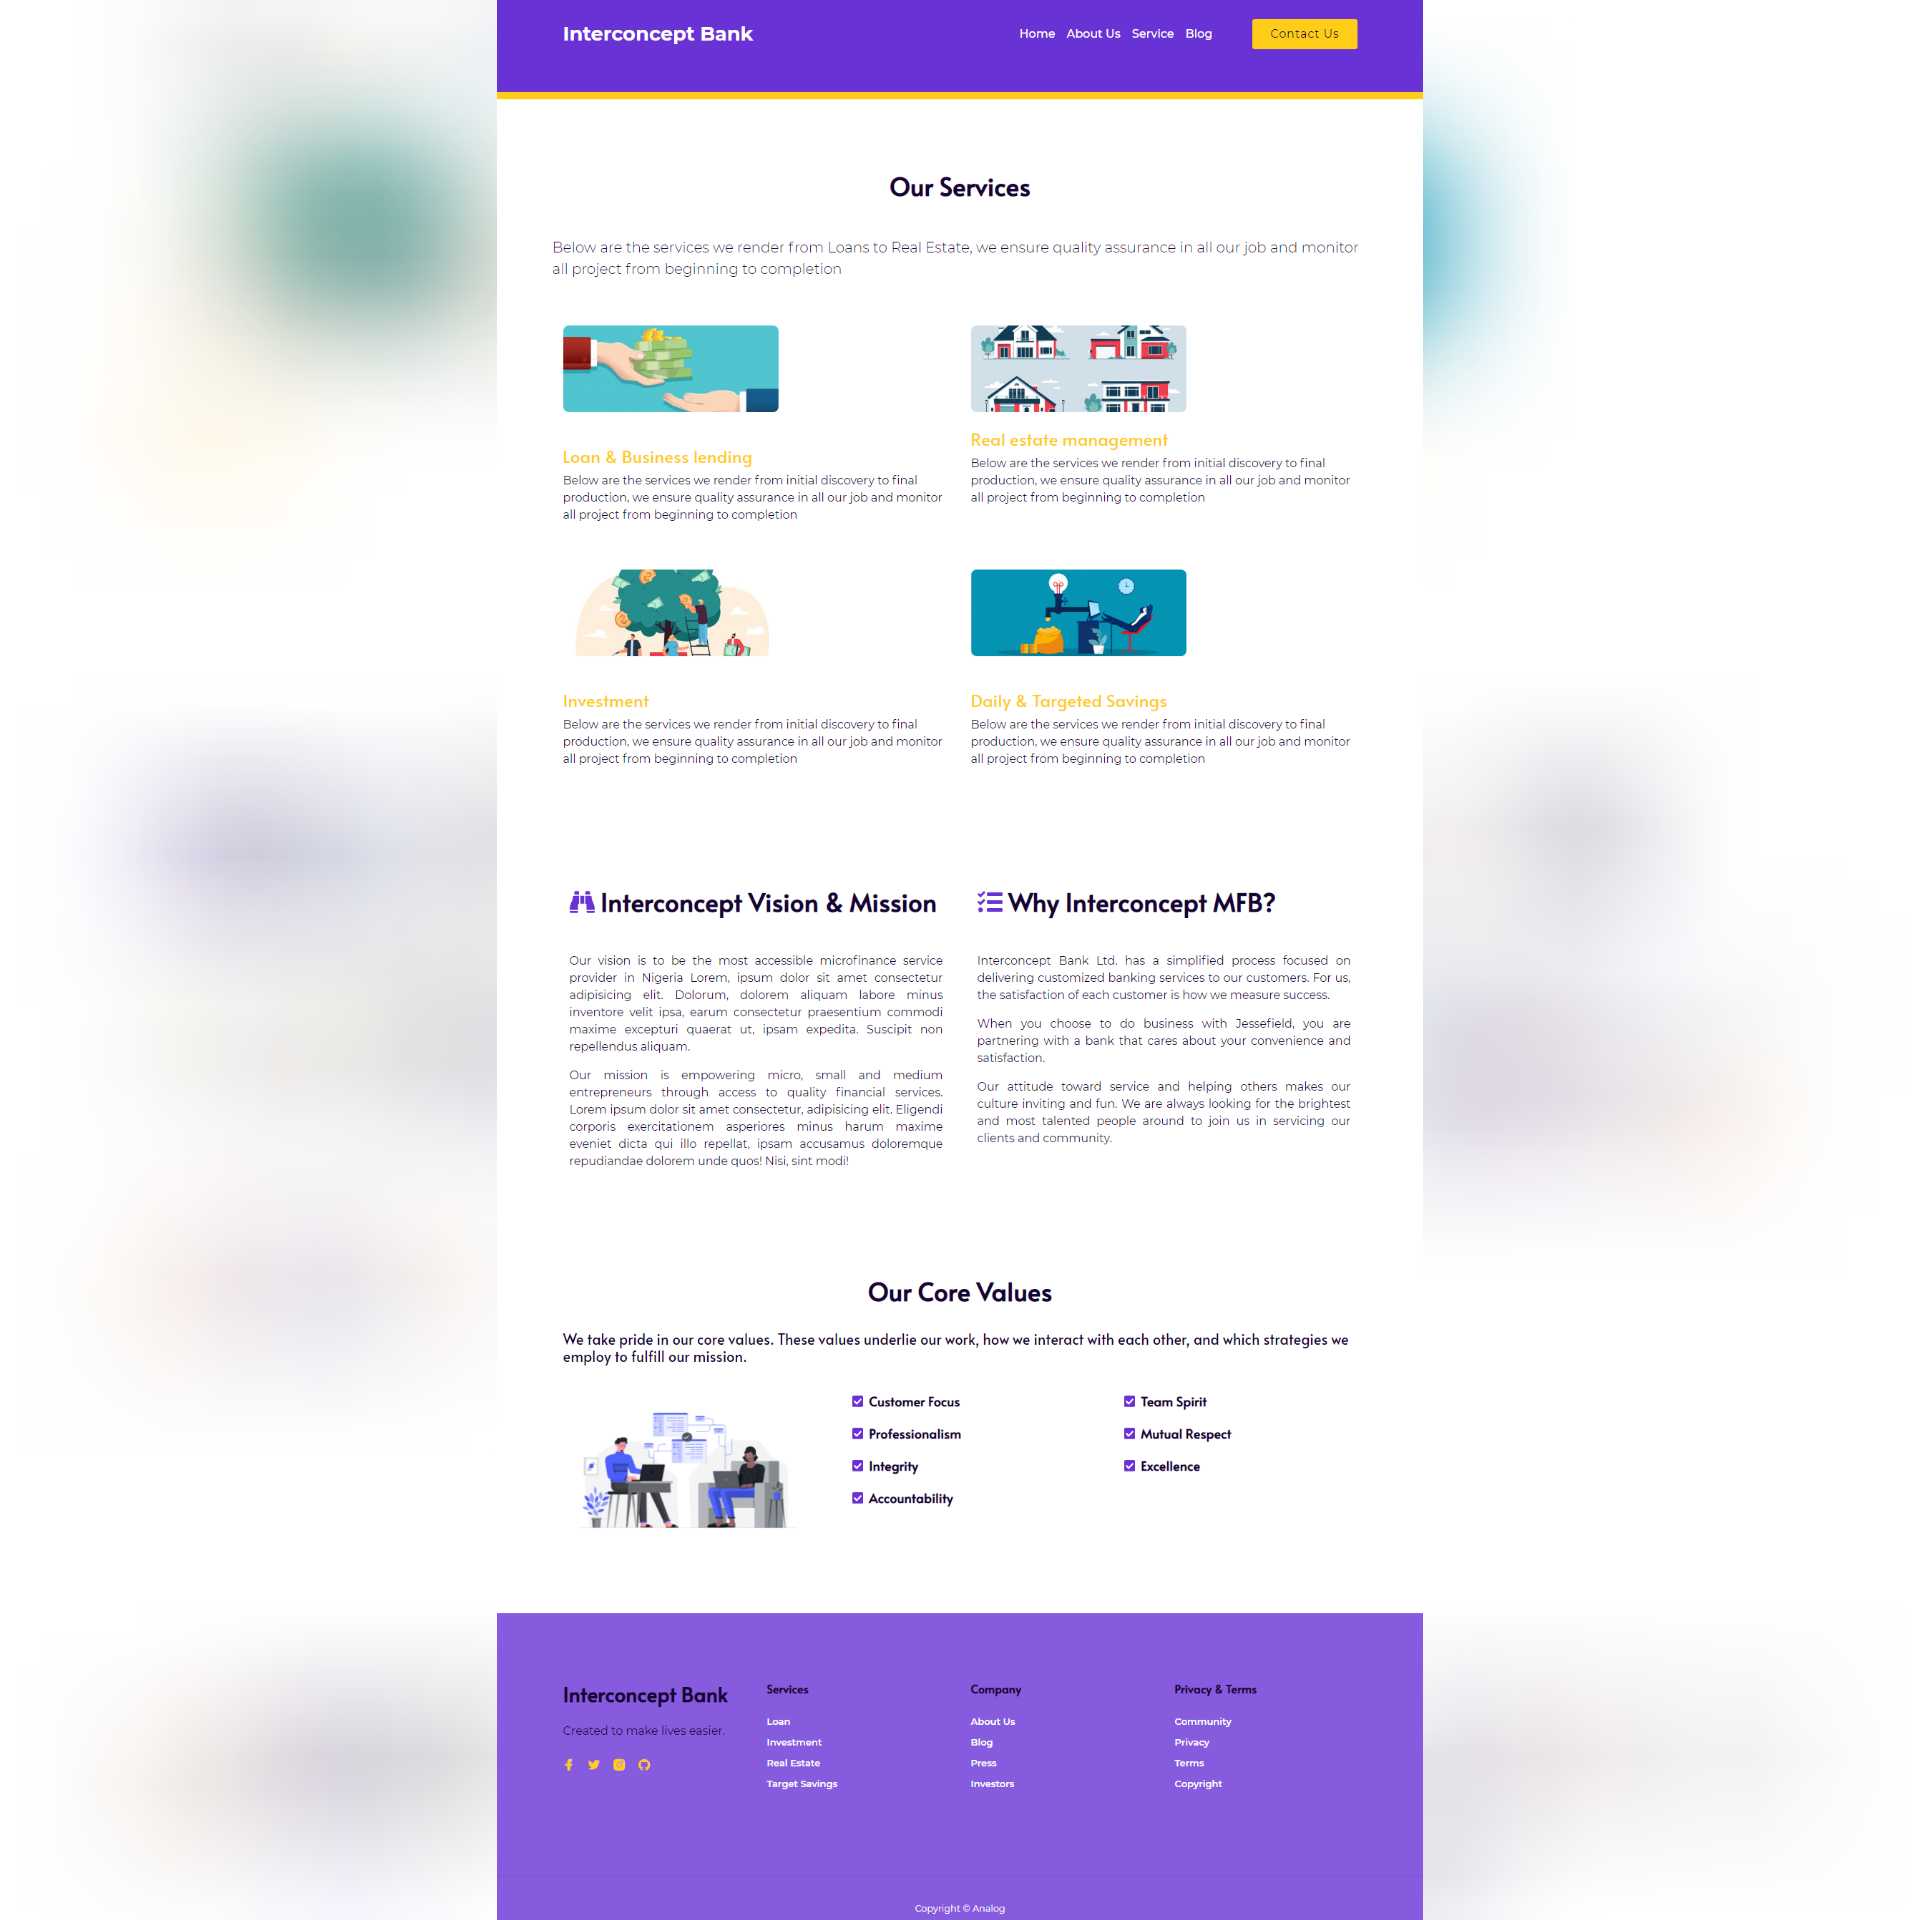 Interconcept Bank
Home About Us Service Blog Contact Us
Our Services
Below are the services we render from Loans to Real Estate, we ensure quality assurance in all our job and monitor
all project from beginning to completion
Loan & Business lending
Below are the services we render from initial discovery to final
production, we ensure quality assurance in all our job and monitor
all project from beginning to completion
Real estate management
Below are the services we render from initial discovery to final
production, we ensure quality assurance in all our job and monitor
all project from beginning to completion
Investment
Below are the services we render from initial discovery to final
production, we ensure quality assurance in all our job and monitor
all project from beginning to completion
Daily & Targeted Savings
Below are the services we render from initial discovery to final
production, we ensure quality assurance in all our job and monitor
all project from beginning to completion
Interconcept Vision & Mission
Our vision is to be the most accessible microfinance service
provider in Nigeria Lorem, ipsum dolor sit amet consectetur
adipisicing elit. Dolorum, dolorem aliquam labore minus
inventore velit ipsa, earum consectetur praesentium commodi
maxime excepturi quaerat ut, ipsam expedita. Suscipit non
repellendus aliquam.
Our mission is empowering micro, small and medium
entrepreneurs through access to quality financial services.
Lorem ipsum dolor sit amet consectetur, adipisicing elit. Eligendi
corporis exercitationem asperiores minus harum maxime
eveniet dicta qui illo repellat, ipsam accusamus doloremque
repudiandae dolorem unde quos! Nisi, sint modi!
Why Interconcept MFB?
Interconcept Bank Ltd. has a simplified process focused on
delivering customized banking services to our customers. For us,
the satisfaction of each customer is how we measure success.
When you choose to do business with Jessefield, you are
partnering with a bank that cares about your convenience and
satisfaction.
Our attitude toward service and helping others makes our
culture inviting and fun. We are always looking for the brightest
and most talented people around to join us in servicing our
clients and community.
Our Core Values
We take pride in our core values. These values underlie our work, how we interact with each other, and which strategies we
employ to fulfill our mission.
Customer Focus
Professionalism
Integrity
Accountability
Team Spirit
Mutual Respect
Excellence
Interconcept Bank
Created to make lives easier.
Services
Loan
Investment
Real Estate
Target Savings
Company
About Us
Blog
Press
Investors
Privacy & Terms
Community
Privacy
Terms
Copyright
Copyright © Analog